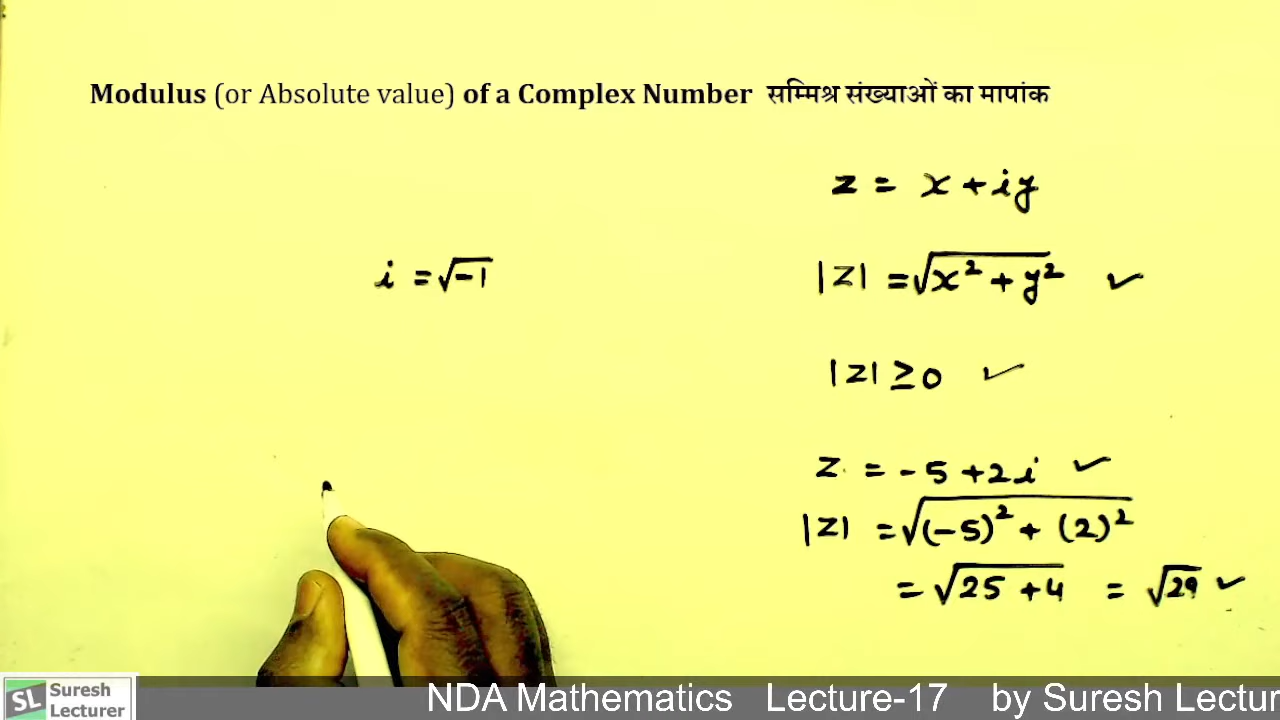 Modulus (or Absolute value) of a Complex Number सम्मिश्र संख्याओं का मापांक
z = x + iy
i = √-1
|z| = √x² + y² ✓
|z| ≥ 0 ✓
z = -5 + 2i ✓
|z| = √(-5)² + (2)²
= √25 + 4 = √29 ✓
SL Suresh
Lecturer
NDA Mathematics Lecture-17 by Suresh Lectur